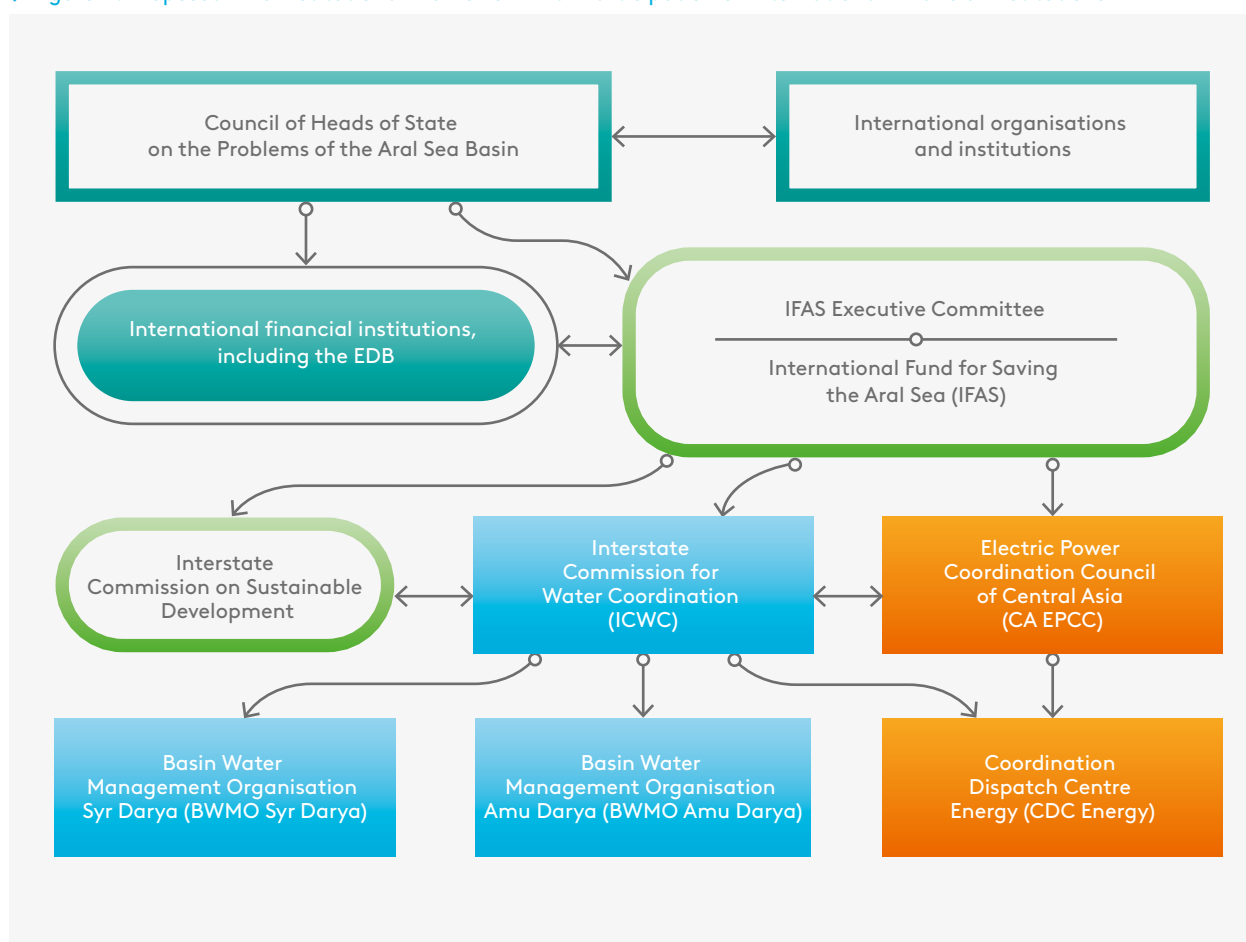 Council of Heads of State
on the Problems of the Aral Sea Basin
International organisations
and institutions
International financial institutions,
including the EDB
IFAS Executive Committee
International Fund for Saving
the Aral Sea (IFAS)
Interstate
Commission on Sustainable
Development
Interstate
Commission for
Water Coordination
(ICWC)
Electric Power
Coordination Council
of Central Asia
(CA EPCC)
Basin Water
Management Organisation
Syr Darya (BWMO Syr Darya)
Basin Water
Management Organisation
Amu Darya (BWMO Amu Darya)
Coordination
Dispatch Centre
Energy (CDC Energy)